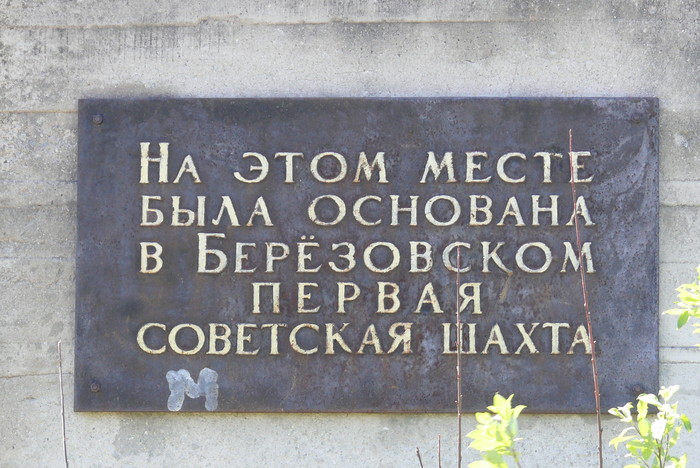 На этом месте
была основана
в Берёзовском
первая
советская шахта
М